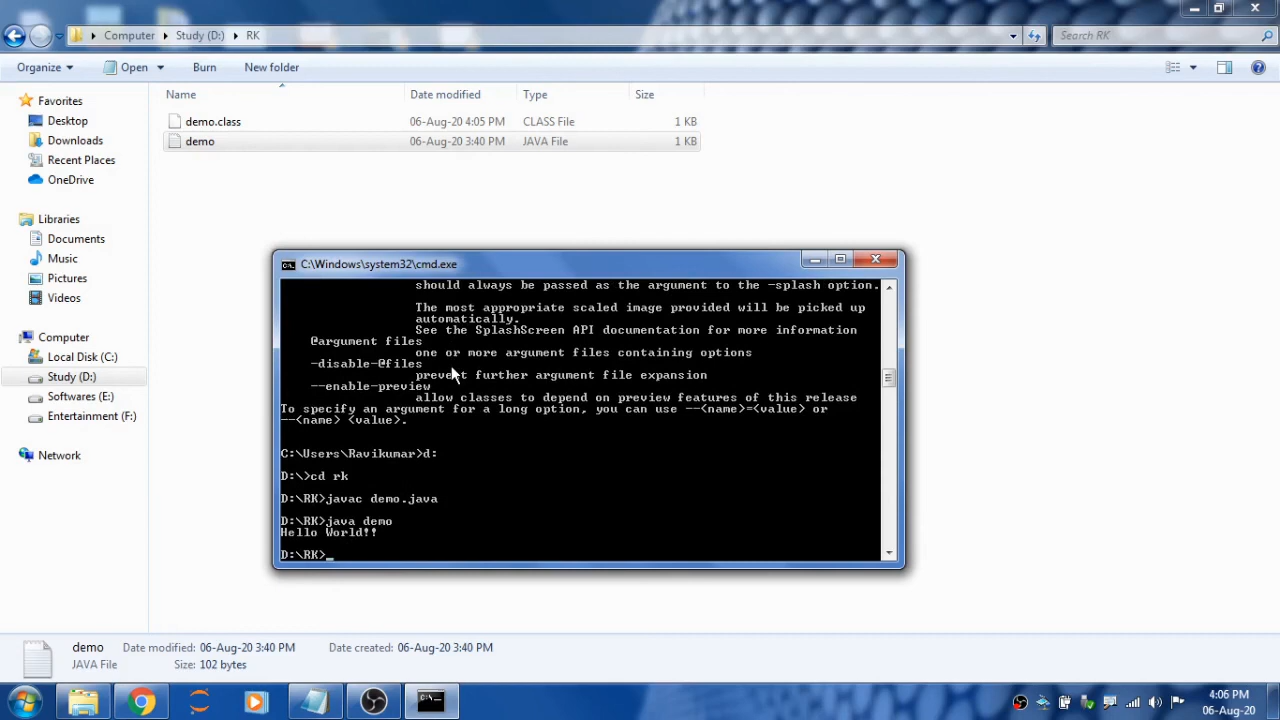 Computer Study (D:) RK
Search RK
Organize Open Burn New folder
Name Date modified Type Size
demo.class 06-Aug-20 4:05 PM CLASS File 1 KB
demo 06-Aug-20 3:40 PM JAVA File 1 KB
Favorites
Desktop
Downloads
Recent Places
OneDrive
Libraries
Documents
Music
Pictures
Videos
Computer
Local Disk (C:)
Study (D:)
Softwares (E:)
Entertainment (F:)
Network
C:\Windows\system32\cmd.exe
should always be passed as the argument to the -splash option.
The most appropriate scaled image provided will be picked up
automatically.
See the SplashScreen API documentation for more information
@argument files
one or more argument files containing options
-disable-@files
prevent further argument file expansion
--enable-preview
allow classes to depend on preview features of this release
To specify an argument for a long option, you can use --<name>=<value> or
--<name> <value>.
C:\Users\Ravikumar>d:
D:\>cd rk
D:\RK>javac demo.java
D:\RK>java demo
Hello World!!
D:\RK>_
demo Date modified: 06-Aug-20 3:40 PM Date created: 06-Aug-20 3:40 PM
JAVA File Size: 102 bytes
4:06 PM
06-Aug-20